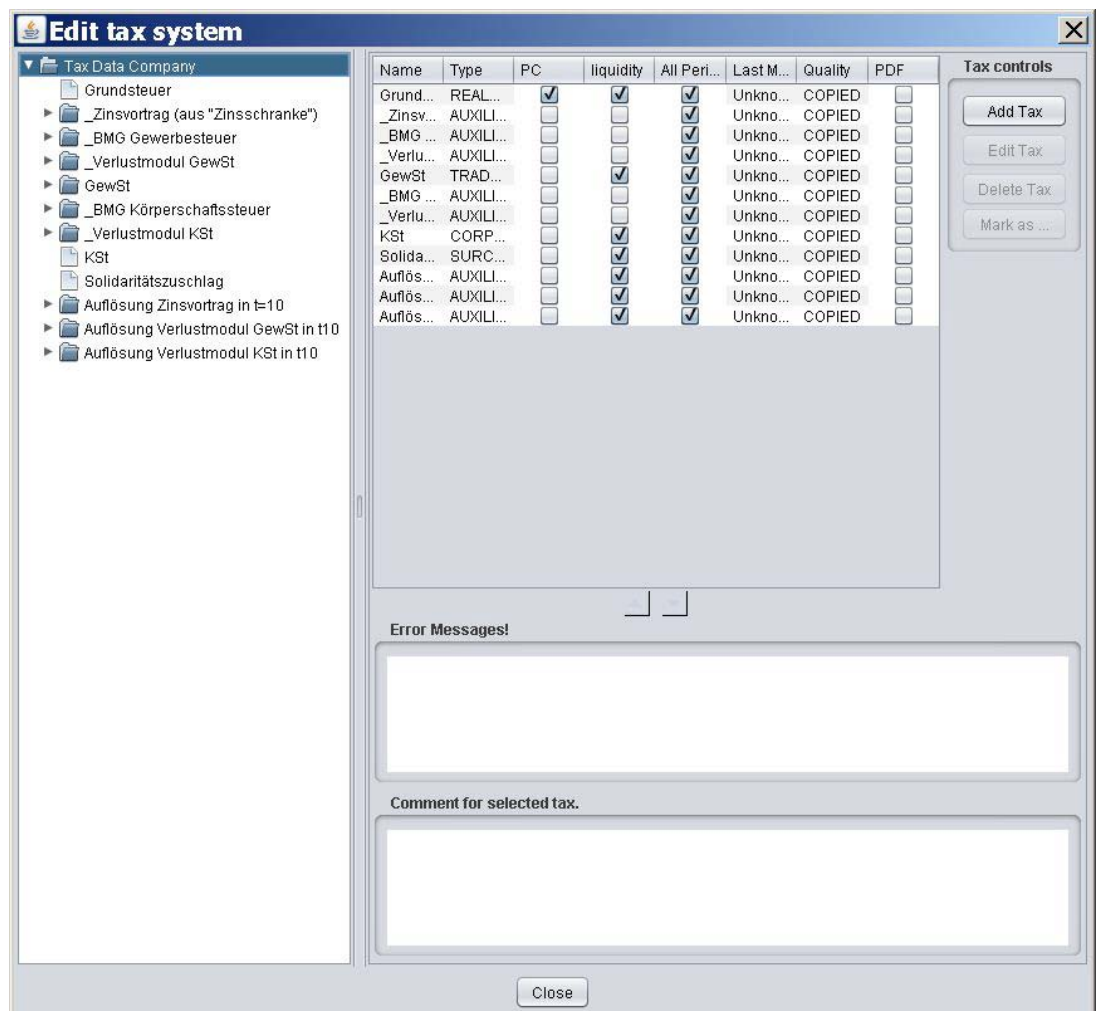 Edit tax system
Tax Data Company
Grundsteuer
_Zinsvortrag (aus "Zinsschranke")
_BMG Gewerbesteuer
_Verlustmodul GewSt
GewSt
_BMG Körperschaftssteuer
_Verlustmodul KSt
KSt
Solidaritätszuschlag
Auflösung Zinsvortrag in t=10
Auflösung Verlustmodul GewSt in t10
Auflösung Verlustmodul KSt in t10
Name Type PC liquidity All Peri... Last M... Quality PDF
Grund... REAL... Unkno... COPIED
_Zinsv... AUXILI... Unkno... COPIED
_BMG ... AUXILI... Unkno... COPIED
_Verlu... AUXILI... Unkno... COPIED
GewSt TRAD... Unkno... COPIED
_BMG ... AUXILI... Unkno... COPIED
_Verlu... AUXILI... Unkno... COPIED
KSt CORP... Unkno... COPIED
Solida... SURC... Unkno... COPIED
Auflös... AUXILI... Unkno... COPIED
Auflös... AUXILI... Unkno... COPIED
Auflös... AUXILI... Unkno... COPIED
Tax controls
Add Tax
Edit Tax
Delete Tax
Mark as ...
Error Messages!
Comment for selected tax.
Close